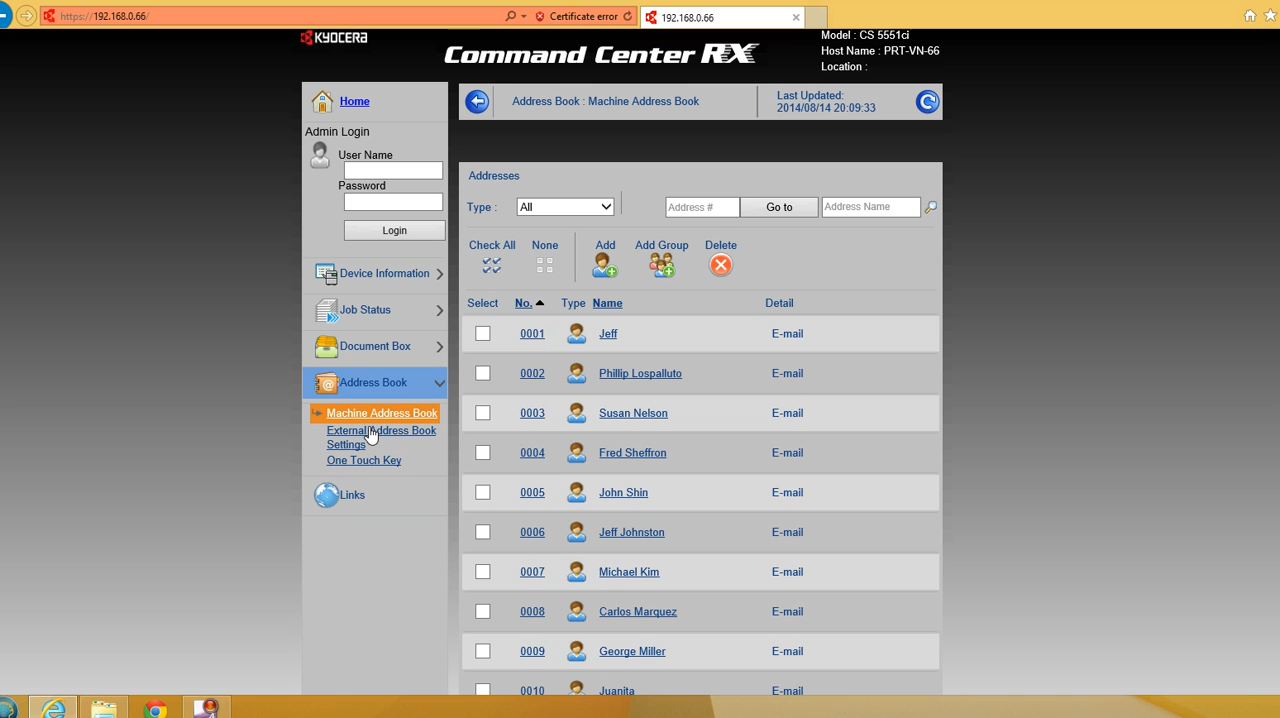 https://192.168.0.66/
Certificate error
192.168.0.66
KYOCERA
Command Center RX
Model : CS 5551ci
Host Name : PRT-VN-66
Location :
Home
Address Book : Machine Address Book
Last Updated:
2014/08/14 20:09:33
Admin Login
User Name
Password
Login
Device Information
Job Status
Document Box
Address Book
Machine Address Book
External Address Book
Settings
One Touch Key
Links
Addresses
Type :
All
Address #
Go to
Address Name
Check All
None
Add
Add Group
Delete
Select
No.
Type
Name
Detail
0001
Jeff
E-mail
0002
Phillip Lospalluto
E-mail
0003
Susan Nelson
E-mail
0004
Fred Sheffron
E-mail
0005
John Shin
E-mail
0006
Jeff Johnston
E-mail
0007
Michael Kim
E-mail
0008
Carlos Marquez
E-mail
0009
George Miller
E-mail
0010
Juanita
E-mail